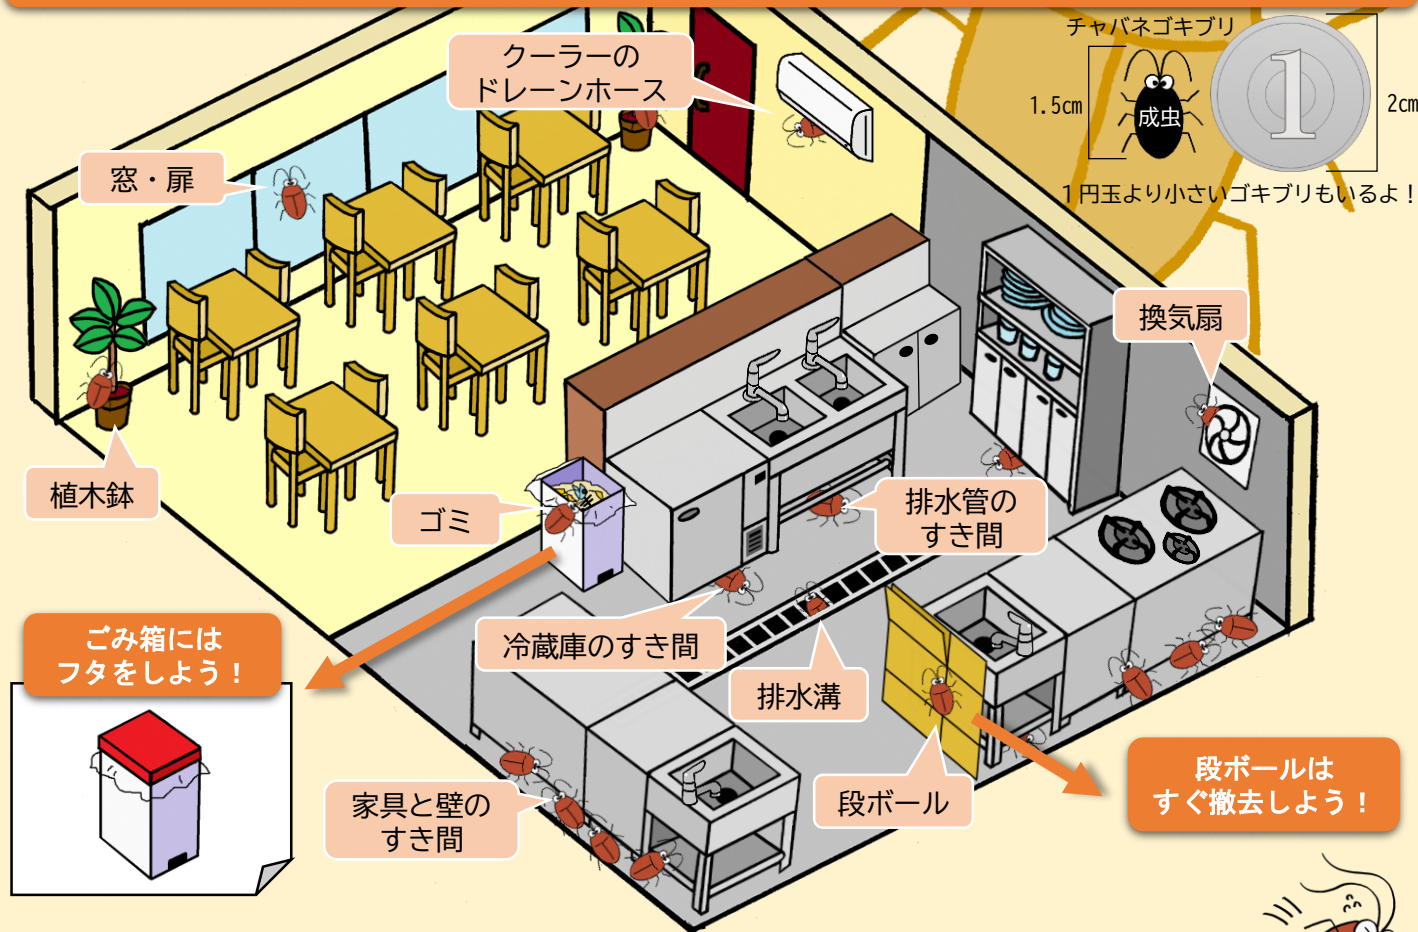 チャバネゴキブリ
1.5cm
成虫
1
2cm
１円玉より小さいゴキブリもいるよ！
クーラーの
ドレーンホース
窓・扉
換気扇
植木鉢
ゴミ
排水管の
すき間
冷蔵庫のすき間
排水溝
ごみ箱には
フタをしよう！
家具と壁の
すき間
段ボール
段ボールは
すぐ撤去しよう！